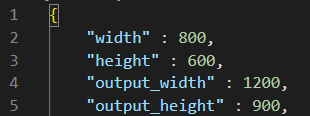 1 {
2 "width" : 800,
3 "height" : 600,
4 "output_width" : 1200,
5 "output_height" : 900,